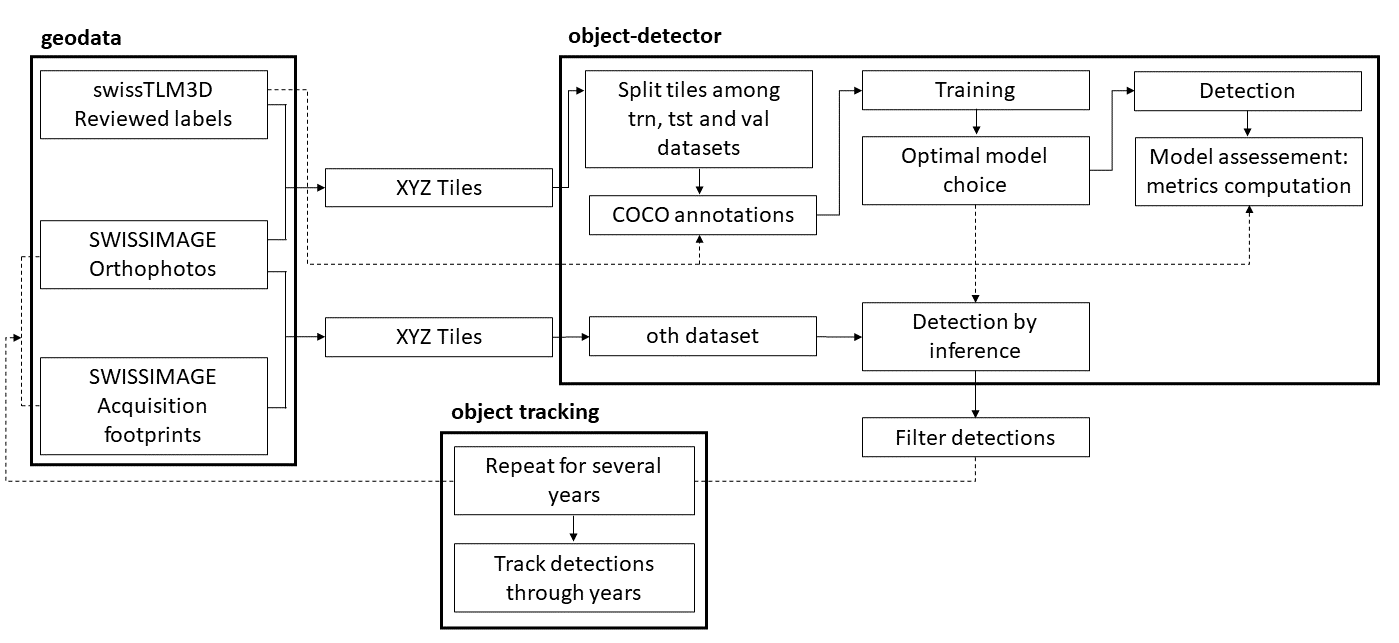 geodata
swissTLM3D
Reviewed labels
SWISSIMAGE
Orthophotos
SWISSIMAGE
Acquisition
footprints
XYZ Tiles
XYZ Tiles
object-detector
Split tiles among
trn, tst and val
datasets
COCO annotations
Training
Optimal model
choice
Detection
Model assessement:
metrics computation
oth dataset
Detection by
inference
Filter detections
object tracking
Repeat for several
years
Track detections
through years